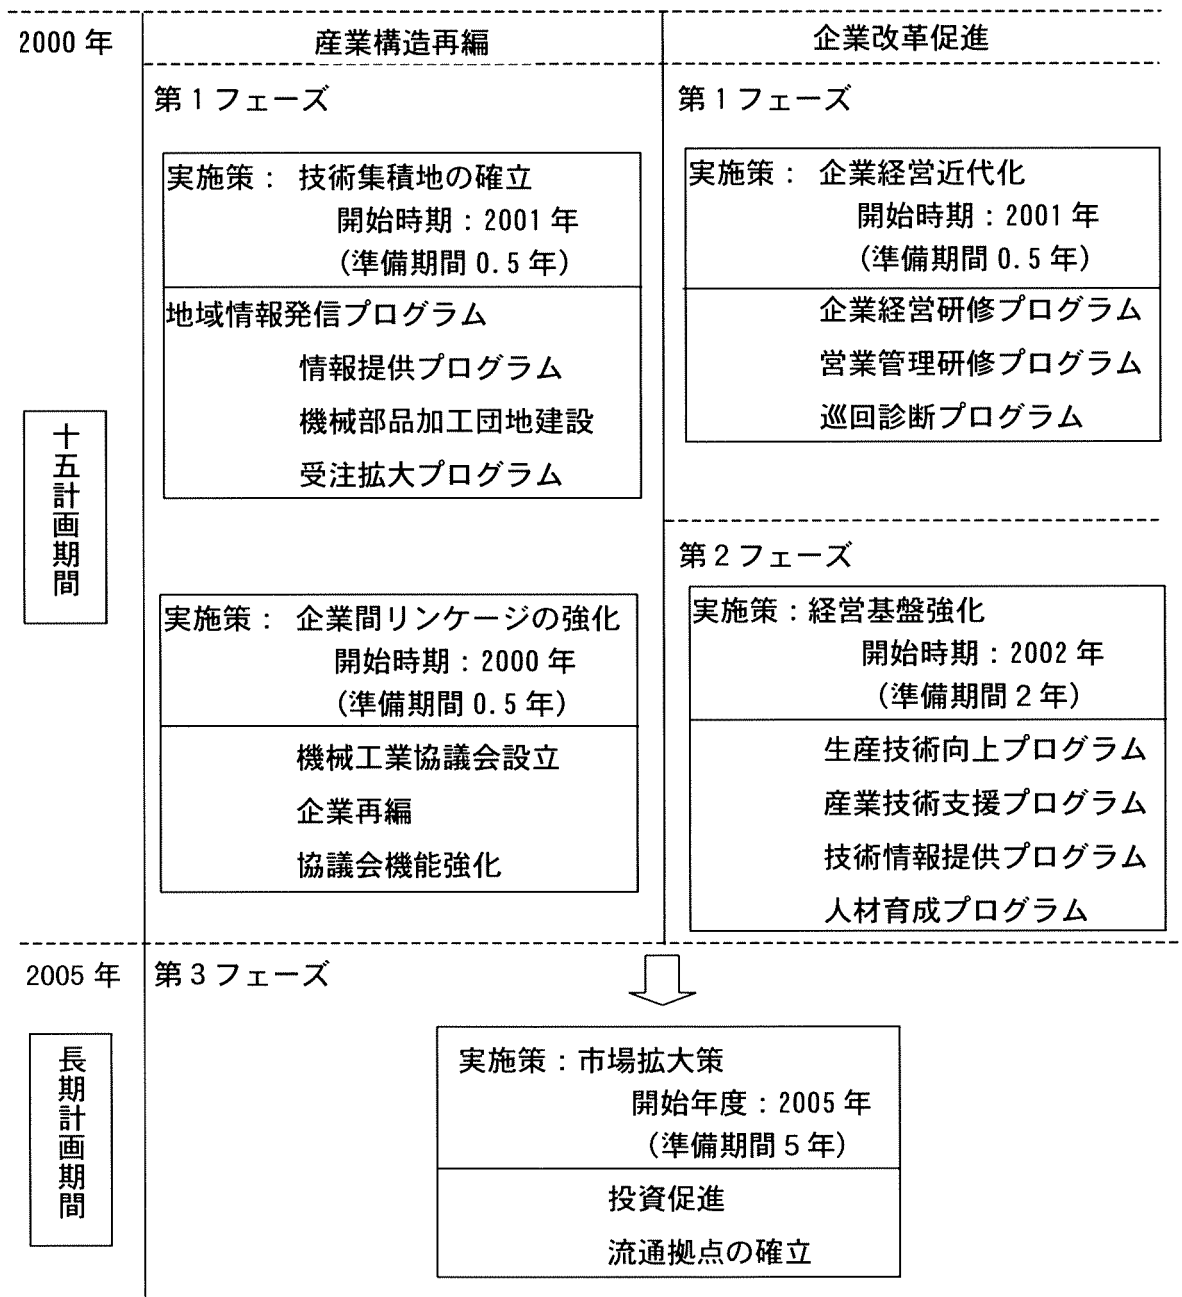 2000 年
産業構造再編
企業改革促進
第１フェーズ
実施策： 技術集積地の確立
開始時期：2001 年
(準備期間 0.5 年)
地域情報発信プログラム
情報提供プログラム
機械部品加工団地建設
受注拡大プログラム
実施策： 企業間リンケージの強化
開始時期：2000 年
(準備期間 0.5 年)
機械工業協議会設立
企業再編
協議会機能強化
第１フェーズ
実施策： 企業経営近代化
開始時期：2001 年
(準備期間 0.5 年)
企業経営研修プログラム
営業管理研修プログラム
巡回診断プログラム
第２フェーズ
実施策：経営基盤強化
開始時期：2002 年
(準備期間２年)
生産技術向上プログラム
産業技術支援プログラム
技術情報提供プログラム
人材育成プログラム
十五計画期間
2005 年
第３フェーズ
長期計画期間
実施策：市場拡大策
開始年度：2005 年
(準備期間５年)
投資促進
流通拠点の確立